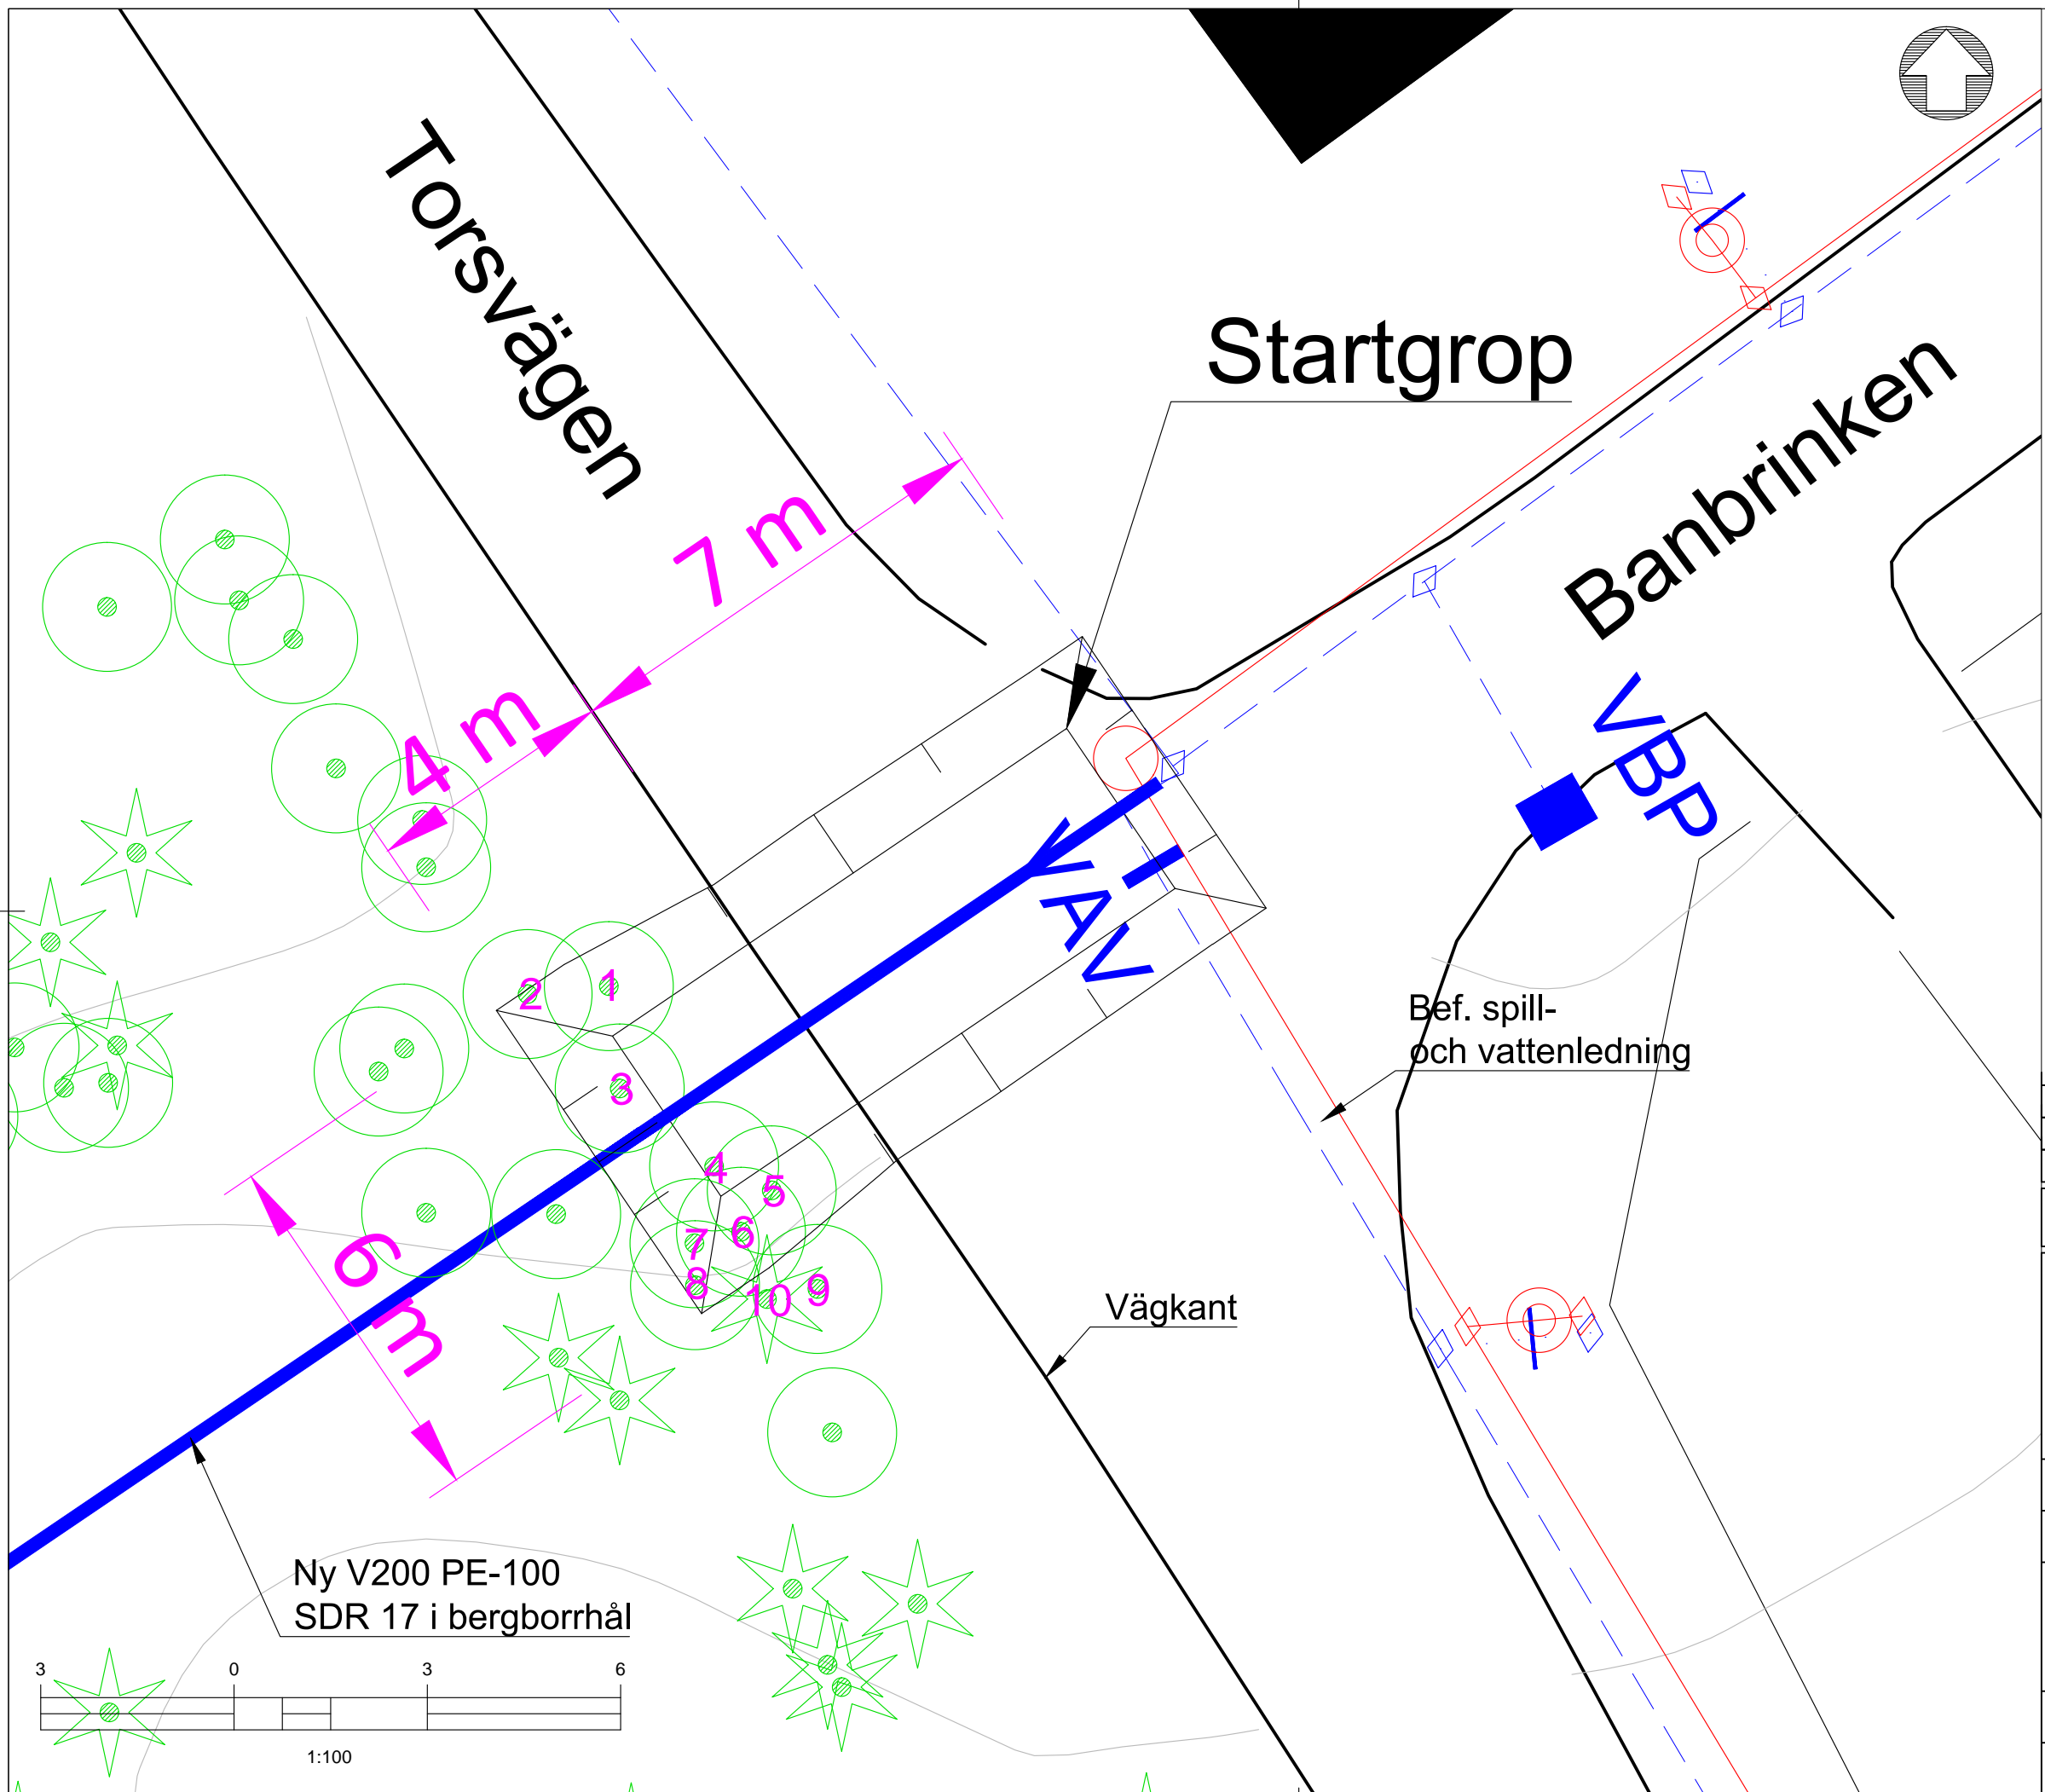 Torsvägen
Startgrop
Banbrinken
7 m
4 m
VBP
VAV
2
1
3
Bef. spill-
och vattenledning
4
5
6
7
8
9
10
6 m
Vägkant
Ny V200 PE-100
SDR 17 i bergborrhål
3 0 3 6
1:100